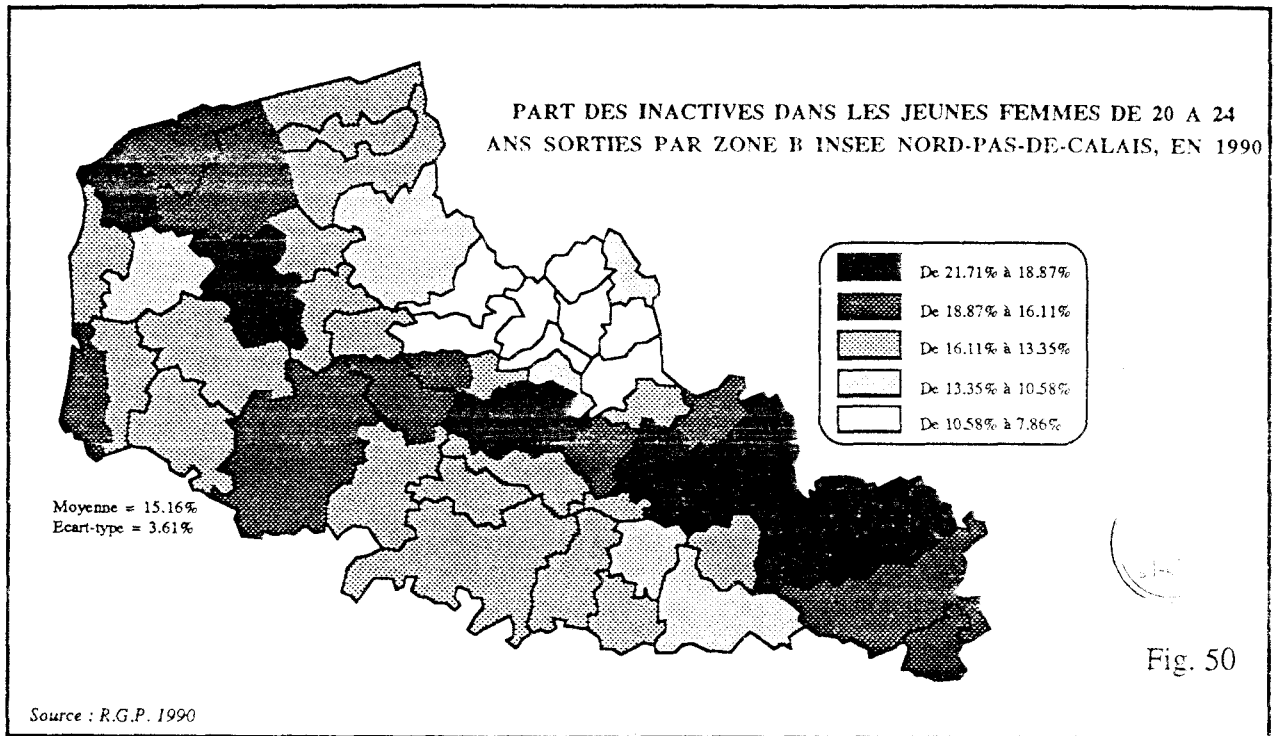 PART DES INACTIVES DANS LES JEUNES FEMMES DE 20 A 24
ANS SORTIES PAR ZONE B INSEE NORD-PAS-DE-CALAIS, EN 1990
De 21.71% à 18.87%
De 18.87% à 16.11%
De 16.11% à 13.35%
De 13.35% à 10.58%
De 10.58% à 7.86%
Moyenne = 15.16%
Ecart-type = 3.61%
Fig. 50
Source : R.G.P. 1990